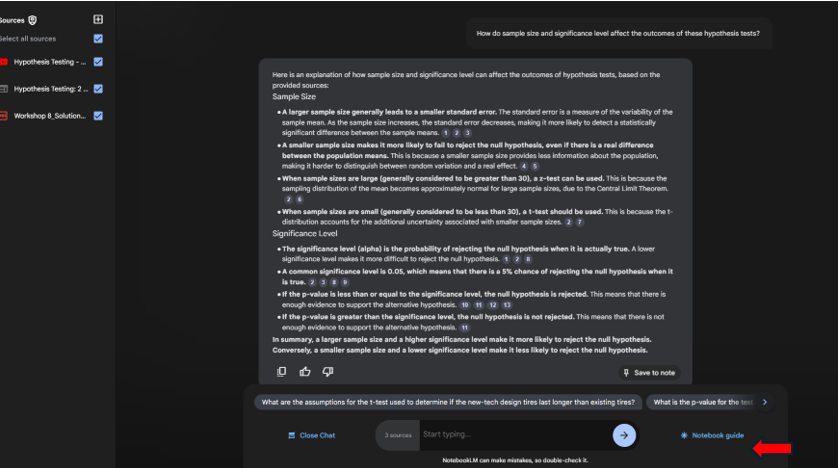 Sources
Select all sources
Hypothesis Testing - ...
Hypothesis Testing: 2 ...
Workshop 8_Solution...
How do sample size and significance level affect the outcomes of these hypothesis tests?
Here is an explanation of how sample size and significance level can affect the outcomes of hypothesis tests, based on the
provided sources:
Sample Size
• A larger sample size generally leads to a smaller standard error. The standard error is a measure of the variability of the
sample mean. As the sample size increases, the standard error decreases, making it more likely to detect a statistically
significant difference between the sample means. 1 2 3
• A smaller sample size makes it more likely to fail to reject the null hypothesis, even if there is a real difference
between the population means. This is because a smaller sample size provides less information about the population,
making it harder to distinguish between random variation and a real effect. 4 5
• When sample sizes are large (generally considered to be greater than 30), a z-test can be used. This is because the
sampling distribution of the mean becomes approximately normal for large sample sizes, due to the Central Limit Theorem.
2 6
• When sample sizes are small (generally considered to be less than 30), a t-test should be used. This is because the t-
distribution accounts for the additional uncertainty associated with smaller sample sizes. 2 7
Significance Level
• The significance level (alpha) is the probability of rejecting the null hypothesis when it is actually true. A lower
significance level makes it more difficult to reject the null hypothesis. 1 2 8
• A common significance level is 0.05, which means that there is a 5% chance of rejecting the null hypothesis when it
is true. 2 3 8 9
• If the p-value is less than or equal to the significance level, the null hypothesis is rejected. This means that there is
enough evidence to support the alternative hypothesis. 10 11 12 13
• If the p-value is greater than the significance level, the null hypothesis is not rejected. This means that there is not
enough evidence to support the alternative hypothesis. 11
In summary, a larger sample size and a higher significance level make it more likely to reject the null hypothesis.
Conversely, a smaller sample size and a lower significance level make it less likely to reject the null hypothesis.
Save to note
What are the assumptions for the t-test used to determine if the new-tech design tires last longer than existing tires?
What is the p-value for the test
Close Chat
3 sources
Start typing...
Notebook guide
NotebookLM can make mistakes, so double-check it.